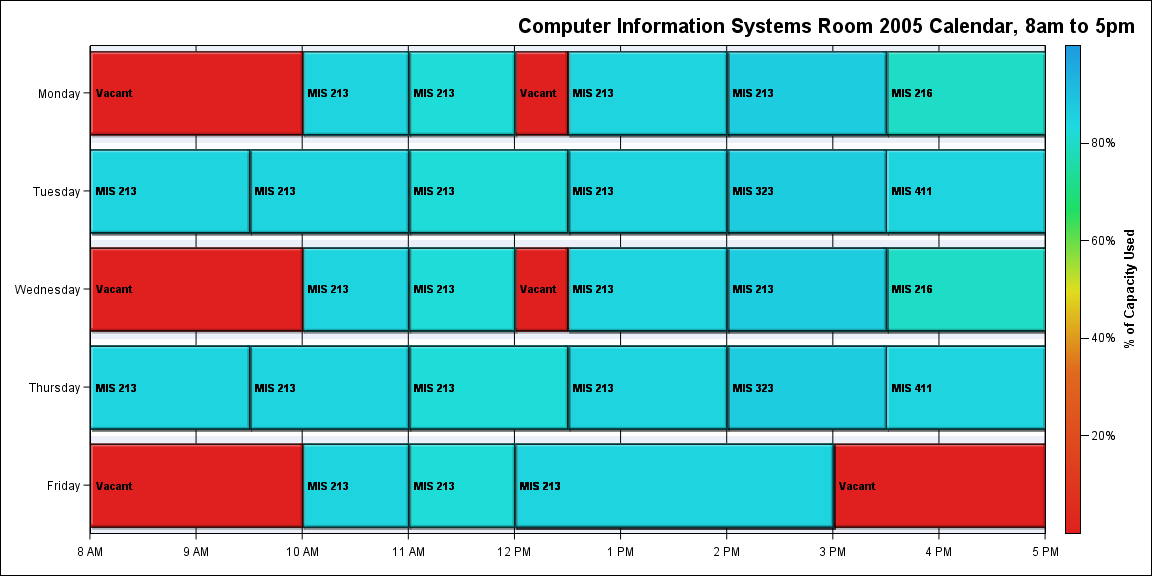 Computer Information Systems Room 2005 Calendar, 8am to 5pm
Monday
Vacant
MIS 213
MIS 213
Vacant
MIS 213
MIS 213
MIS 216
Tuesday
MIS 213
MIS 213
MIS 213
MIS 213
MIS 323
MIS 411
Wednesday
Vacant
MIS 213
MIS 213
Vacant
MIS 213
MIS 213
MIS 216
Thursday
MIS 213
MIS 213
MIS 213
MIS 213
MIS 323
MIS 411
Friday
Vacant
MIS 213
MIS 213
MIS 213
Vacant
8 AM
9 AM
10 AM
11 AM
12 PM
1 PM
2 PM
3 PM
4 PM
5 PM
80%
60%
40%
20%
% of Capacity Used